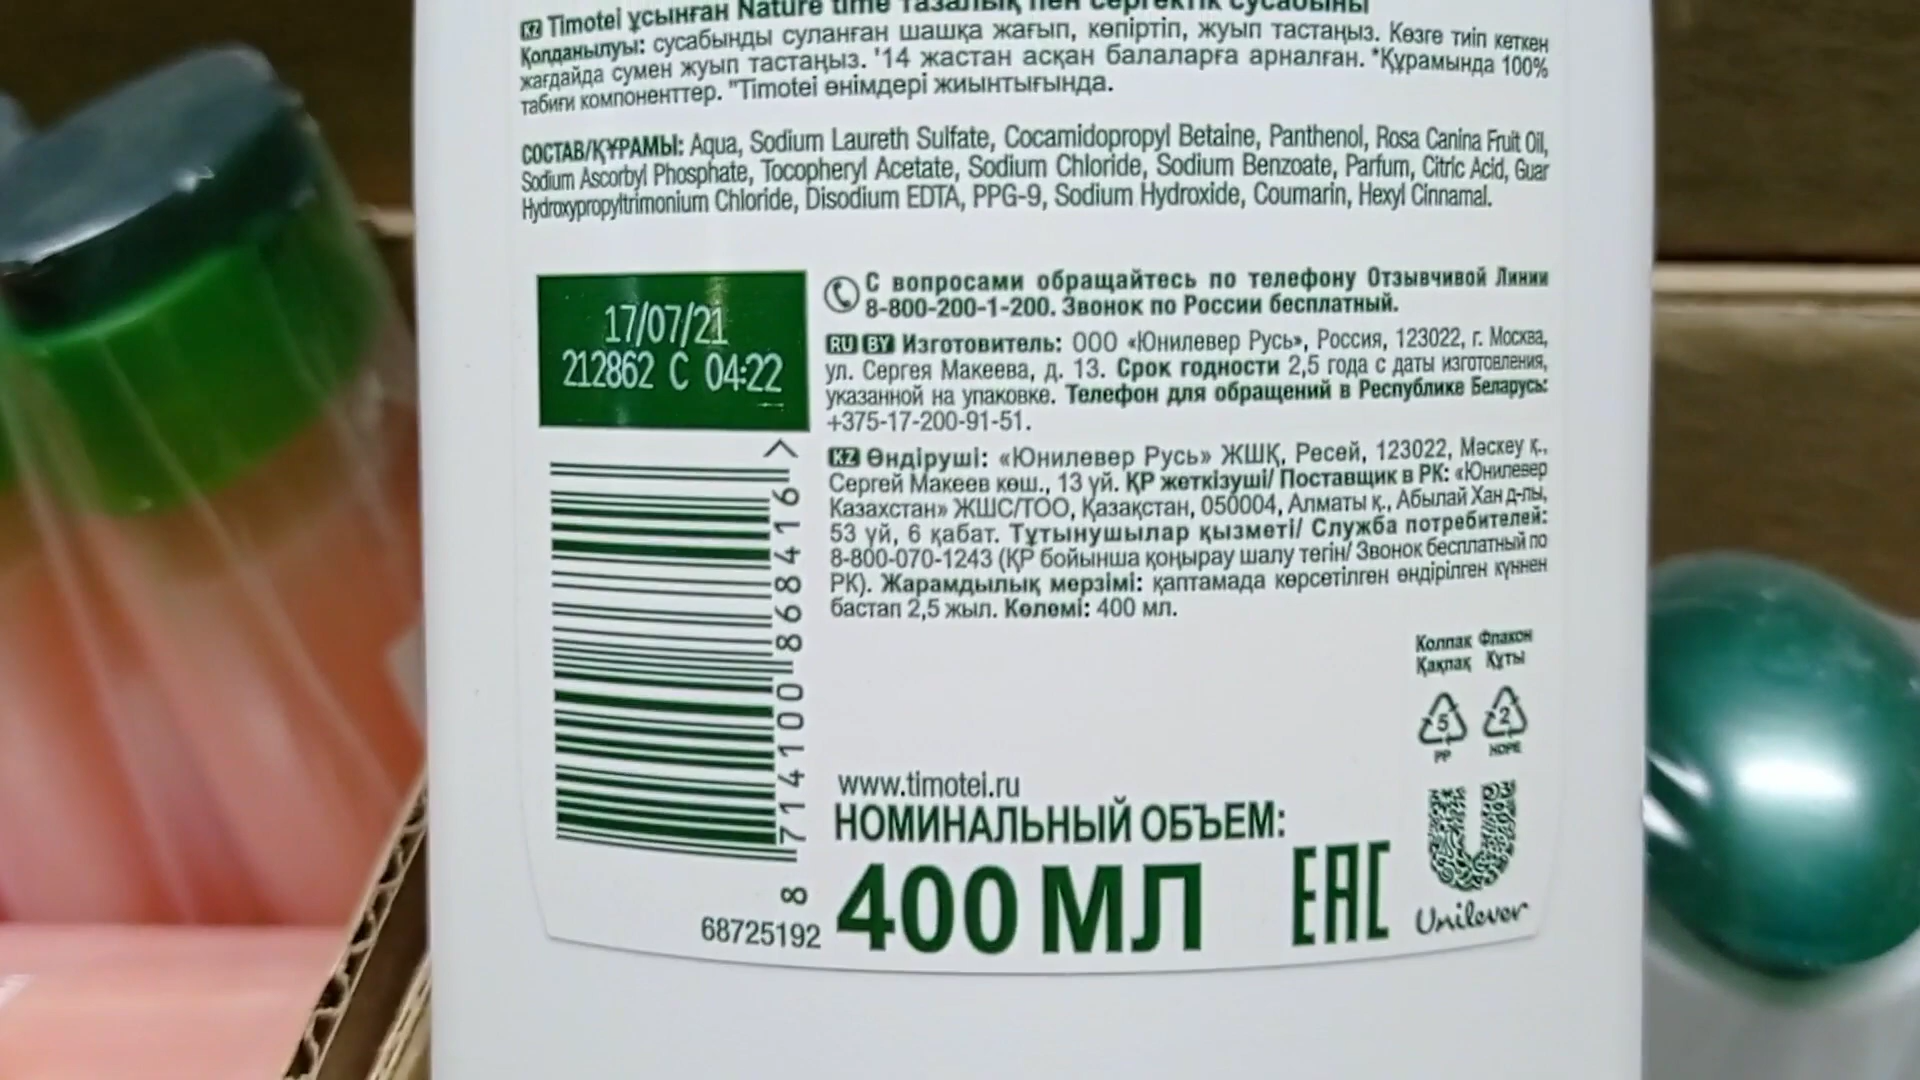 KZ Timotei ұсынған Nature time тазалық пен сергектік сусабыны
Қолданылуы: сусабынды суланған шашқа жағып, көпіртіп, жуып тастаңыз. Көзге тиіп кеткен
жағдайда сумен жуып тастаңыз. '14 жастан асқан балаларға арналған. *Құрамында 100%
табиғи компоненттер. "Timotei өнімдері жиынтығында.
СОСТАВ/ҚҰРАМЫ: Aqua, Sodium Laureth Sulfate, Cocamidopropyl Betaine, Panthenol, Rosa Canina Fruit Oil,
Sodium Ascorbyl Phosphate, Tocopheryl Acetate, Sodium Chloride, Sodium Benzoate, Parfum, Citric Acid, Guar
Hydroxypropyltrimonium Chloride, Disodium EDTA, PPG-9, Sodium Hydroxide, Coumarin, Hexyl Cinnamal.
17/07/21
212862 C 04:22
С вопросами обращайтесь по телефону Отзывчивой Линии
8-800-200-1-200. Звонок по России бесплатный.
RU BY Изготовитель: ООО «Юнилевер Русь», Россия, 123022, г. Москва,
ул. Сергея Макеева, д. 13. Срок годности 2,5 года с даты изготовления,
указанной на упаковке. Телефон для обращений в Республике Беларусь:
+375-17-200-91-51.
KZ Өндіруші: «Юнилевер Русь» ЖШҚ, Ресей, 123022, Мәскеу қ.,
Сергей Макеев көш., 13 үй. ҚР жеткізуші/ Поставщик в РК: «Юнилевер
Казахстан» ЖШС/ТОО, Қазақстан, 050004, Алматы қ., Абылай Хан д-лы,
53 үй, 6 қабат. Тұтынушылар қызметі/ Служба потребителей:
8-800-070-1243 (ҚР бойынша қоңырау шалу тегін/ Звонок бесплатный по
РК). Жарамдылық мерзімі: қаптамада көрсетілген өндірілген күннен
бастап 2,5 жыл. Көлемі: 400 мл.
Колпак Флакон
Қақпақ Құты
5 2
PP HDPE
8 714100 868416 >
68725192
www.timotei.ru
НОМИНАЛЬНЫЙ ОБЪЕМ:
400 МЛ
EAC
Unilever